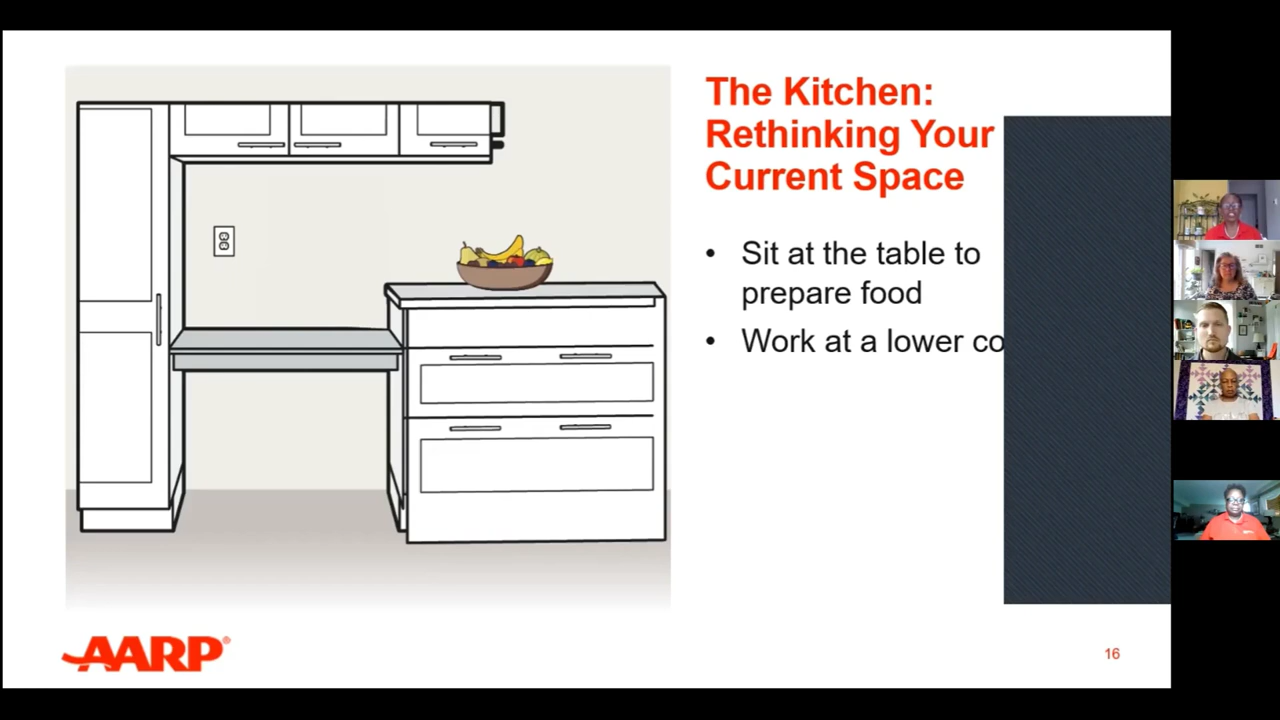 The Kitchen:
Rethinking Your
Current Space
• Sit at the table to
prepare food
• Work at a lower co
AARP®
16